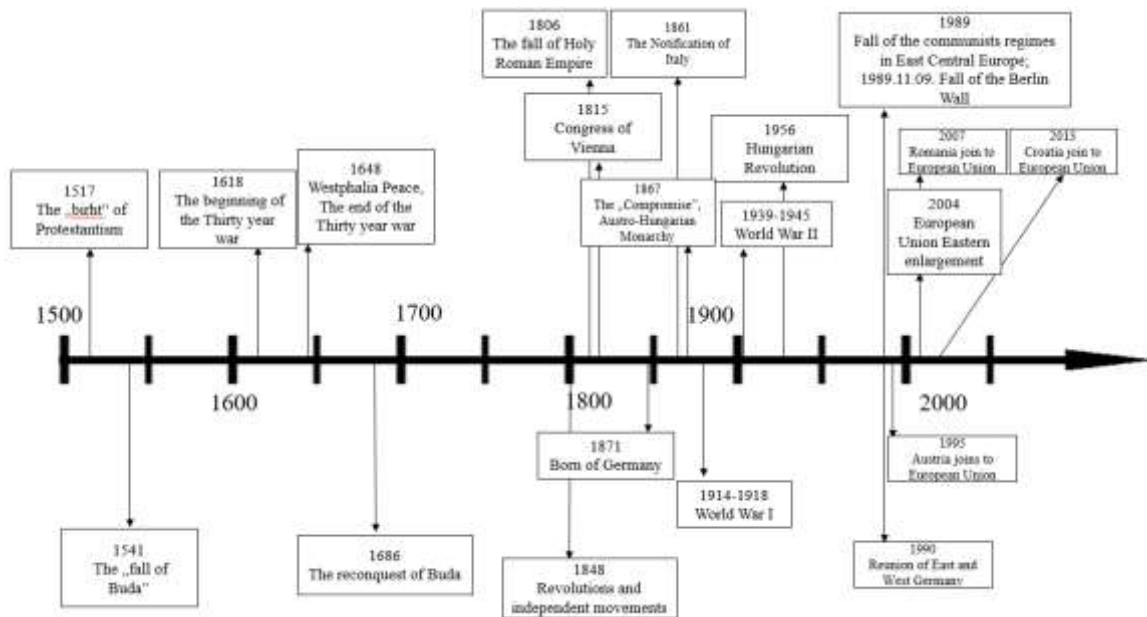 1806
The fall of Holy
Roman Empire
1861
The Notification of
Italy
1989
Fall of the communists regimes
in East Central Europe;
1989.11.09. Fall of the Berlin
Wall
1815
Congress of
Vienna
1956
Hungarian
Revolution
2007
Romania join to
European Union
2013
Croatia join to
European Union
1517
The „birht” of
Protestantism
1618
The beginning of
the Thirty year
war
1648
Westphalia Peace,
The end of the
Thirty year war
1867
The „Compromise”,
Austro-Hungarian
Monarchy
1939-1945
World War II
2004
European
Union Eastern
enlargement
1500
1700
1900
1600
1800
2000
1871
Born of Germany
1995
Austria joins to
European Union
1914-1918
World War I
1541
The „fall of
Buda”
1686
The reconquest of Buda
1848
Revolutions and
independent movements
1990
Reunion of East and
West Germany